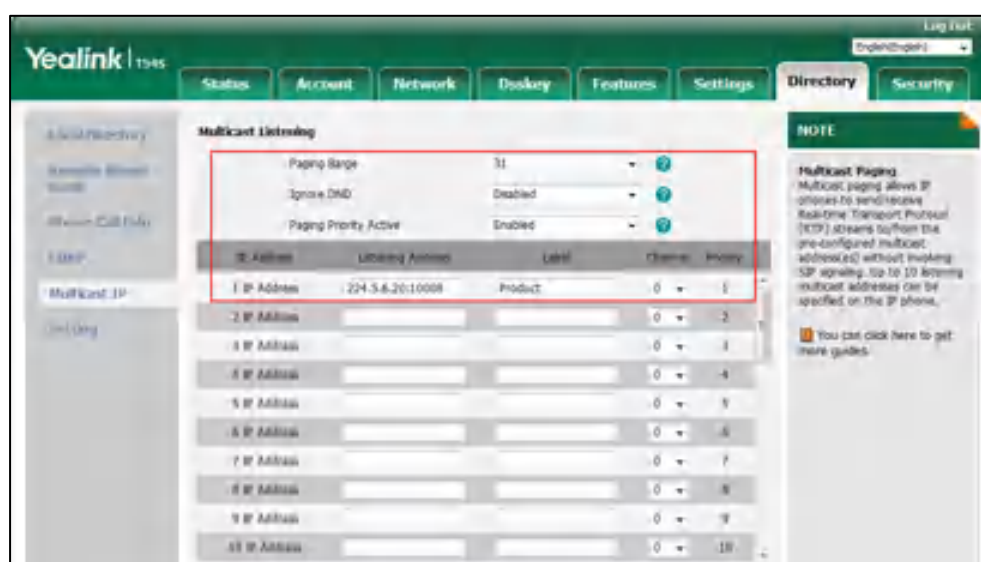 Log Out
Yealink T54S
English(English)
Status Account Network Dsskey Features Settings Directory Security
Local Directory
Multicast Listening
NOTE
Paging Barge 31
Ignore DND Disabled
Paging Priority Active Enabled
IP Address Listening Address Label Channel Priority
1 IP Address 224.5.6.20:10008 Product 0 1
2 IP Address 0 2
3 IP Address 0 3
4 IP Address 0 4
5 IP Address 0 5
6 IP Address 0 6
7 IP Address 0 7
8 IP Address 0 8
9 IP Address 0 9
10 IP Address 0 10
Multicast IP
Setting
Multicast Paging
Multicast paging allows IP
phones to send/receive
Real-time Transport Protocol
(RTP) streams to/from the
pre-configured multicast
address(es) without involving
SIP signaling. Up to 10 listening
multicast addresses can be
specified on the IP phone.
You can click here to get
more guides.